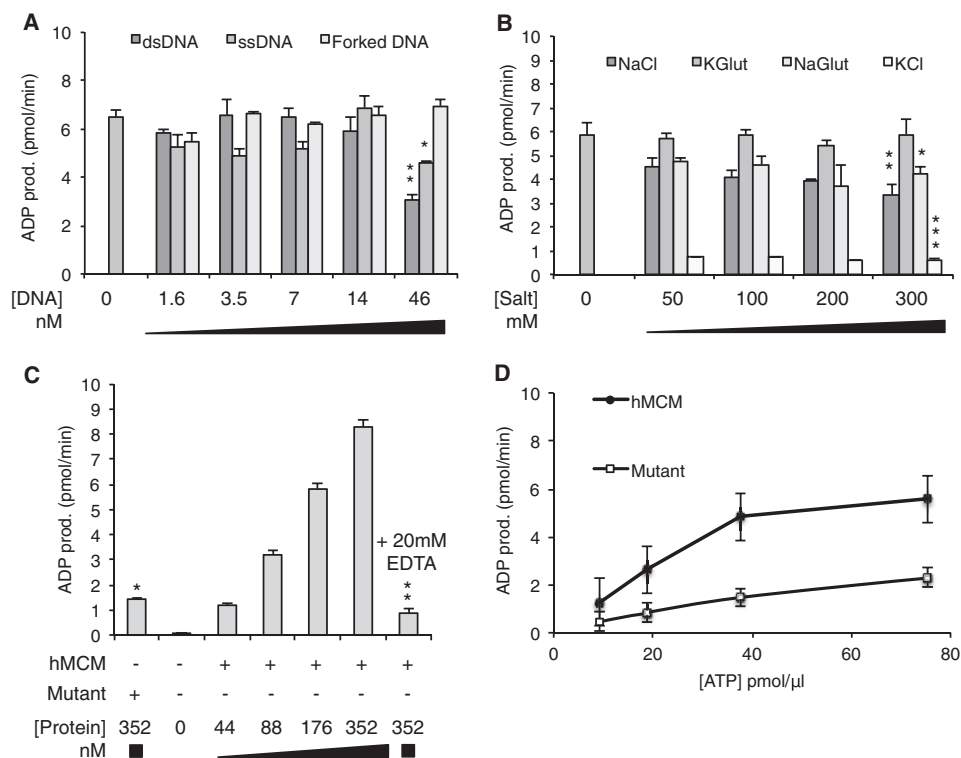 A
10
8
6
4
2
0
ADP prod. (pmol/min)
dsDNA ssDNA Forked DNA
* *
*
[DNA] 0 1.6 3.5 7 14 46
nM
B
10
9
8
7
6
5
4
3
2
1
0
ADP prod. (pmol/min)
NaCl KGlut NaGlut KCl
* *
*
* * *
[Salt] 0 50 100 200 300
mM
C
10
9
8
7
6
5
4
3
2
1
0
ADP prod. (pmol/min)
*
+ 20mM
EDTA
* *
hMCM - - + + + + +
Mutant + - - - - - -
[Protein] 352 0 44 88 176 352 352
nM
D
10
8
6
4
2
0
ADP prod. (pmol/min)
hMCM
Mutant
0 20 40 60 80
[ATP] pmol/µl